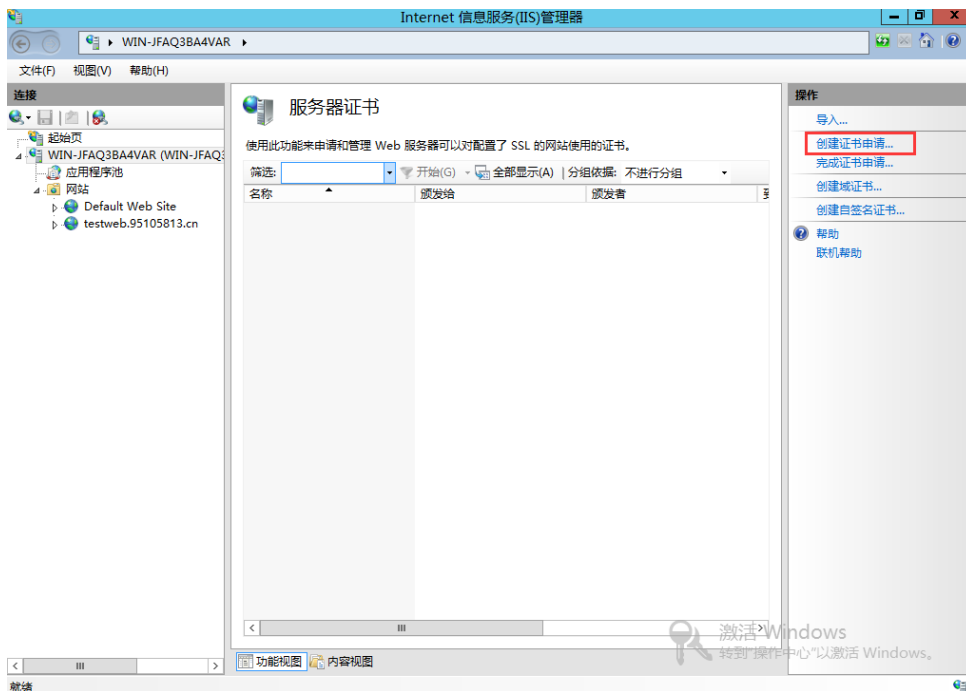 Internet 信息服务(IIS)管理器
WIN-JFAQ3BA4VAR
文件(F) 视图(V) 帮助(H)
连接
起始页
WIN-JFAQ3BA4VAR (WIN-JFAQ3
应用程序池
网站
Default Web Site
testweb.95105813.cn
服务器证书
使用此功能来申请和管理 Web 服务器可以对配置了 SSL 的网站使用的证书。
筛选: 开始(G) 全部显示(A) 分组依据: 不进行分组
名称 颁发给 颁发者
功能视图 内容视图
操作
导入...
创建证书申请...
完成证书申请...
创建域证书...
创建自签名证书...
帮助
联机帮助
激活 Windows
转到"操作中心"以激活 Windows。
就绪